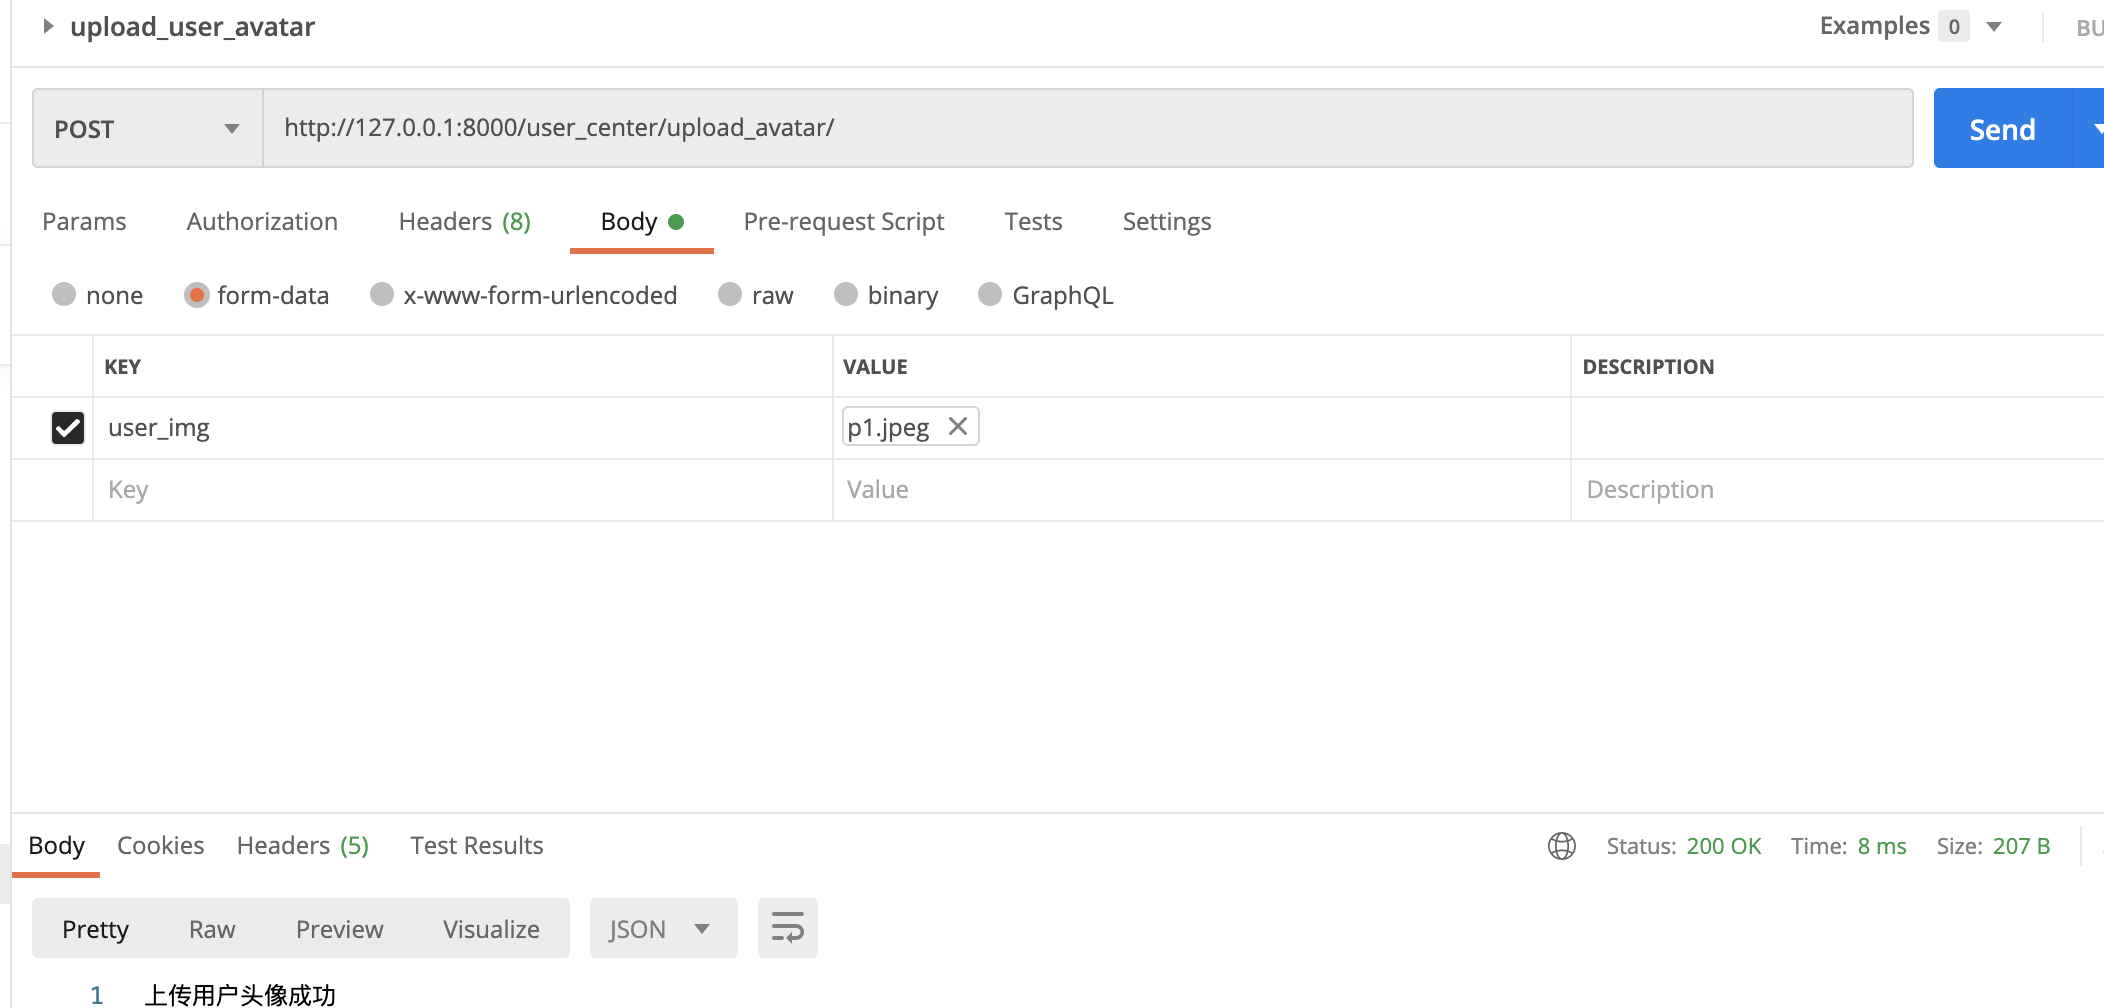 upload_user_avatar Examples 0 BU
POST http://127.0.0.1:8000/user_center/upload_avatar/ Send
Params Authorization Headers (8) Body Pre-request Script Tests Settings
none form-data x-www-form-urlencoded raw binary GraphQL
KEY VALUE DESCRIPTION
user_img p1.jpeg
Key Value Description
Body Cookies Headers (5) Test Results Status: 200 OK Time: 8 ms Size: 207 B
Pretty Raw Preview Visualize JSON
1 上传用户头像成功